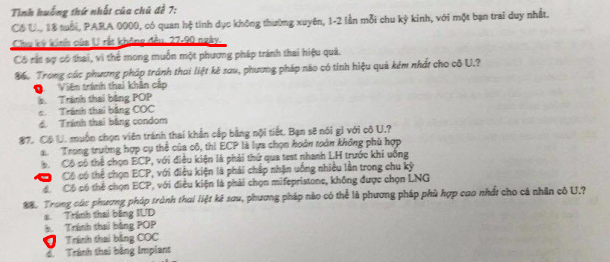 Tình huống thứ nhất của chủ đề 7:
Cô U., 18 tuổi, PARA 0000, có quan hệ tình dục không thường xuyên, 1-2 lần mỗi chu kỳ kinh, với một bạn trai duy nhất.
Chu kỳ kinh của U rất không đều, 27-90 ngày.
Cô rất sợ có thai, vì thế mong muốn một phương pháp tránh thai hiệu quả.
86. Trong các phương pháp tránh thai liệt kê sau, phương pháp nào có tính hiệu quả kém nhất cho cô U.?
Viên tránh thai khẩn cấp
b. Tránh thai bằng POP
c. Tránh thai bằng COC
d. Tránh thai bằng condom
87. Cô U. muốn chọn viên tránh thai khẩn cấp bằng nội tiết. Bạn sẽ nói gì với cô U.?
a. Trong trường hợp cụ thể của cô, thì ECP là lựa chọn hoàn toàn không phù hợp
b. Cô có thể chọn ECP, với điều kiện là phải thử qua test nhanh LH trước khi uống
Cô có thể chọn ECP, với điều kiện là phải chấp nhận uống nhiều lần trong chu kỳ
d. Cô có thể chọn ECP, với điều kiện là phải chọn mifepristone, không được chọn LNG
88. Trong các phương pháp tránh thai liệt kê sau, phương pháp nào có thể là phương pháp phù hợp cao nhất cho cá nhân cô U.?
a. Tránh thai bằng IUD
b. Tránh thai bằng POP
Tránh thai bằng COC
d. Tránh thai bằng Implant